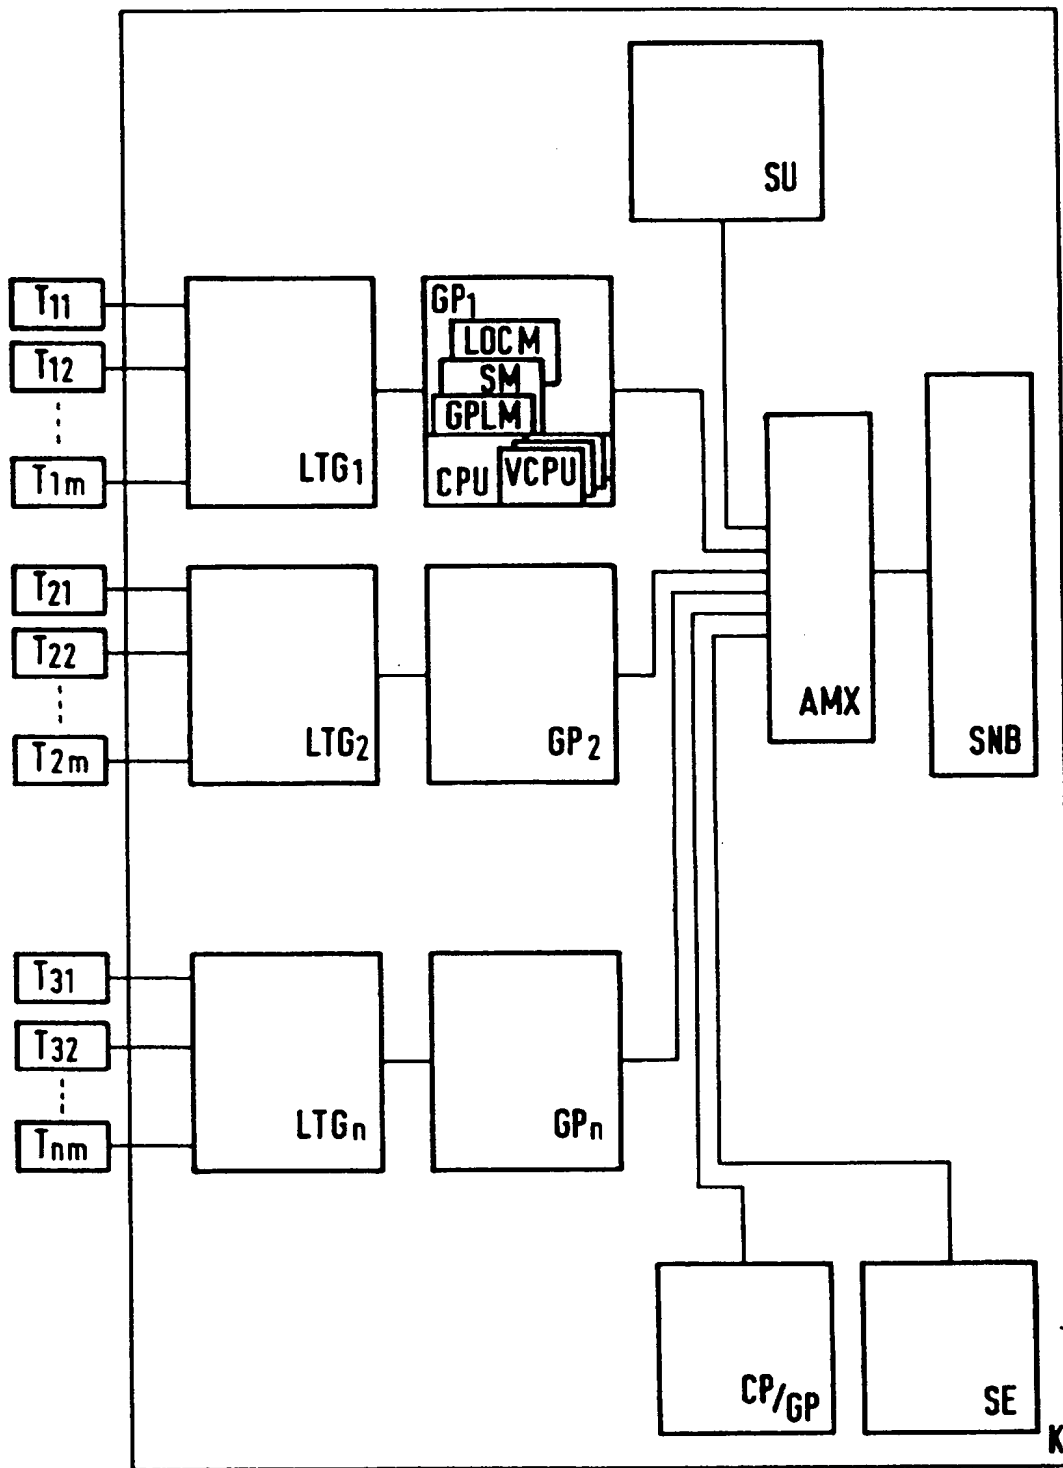 SU
T11
T12
T1m
LTG1
GP1
LOCM
SM
GPLM
CPU
VCPU
T21
T22
T2m
LTG2
GP2
AMX
SNB
T31
T32
Tnm
LTGn
GPn
CP/GP
SE
K